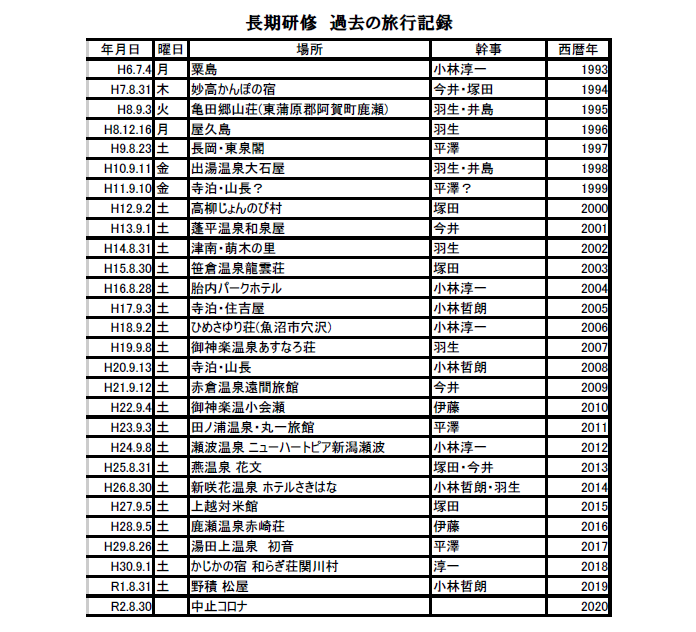 長期研修 過去の旅行記録
年月日 曜日 場所 幹事 西暦年
H6.7.4 月 粟島 小林淳一 1993
H7.8.31 木 妙高かんぽの宿 今井・塚田 1994
H8.9.3 火 亀田郷山荘(東蒲原郡阿賀町鹿瀬) 羽生・井島 1995
H8.12.16 月 屋久島 羽生 1996
H9.8.23 土 長岡・東泉閣 平澤 1997
H10.9.11 金 出湯温泉大石屋 羽生・井島 1998
H11.9.10 金 寺泊・山長? 平澤? 1999
H12.9.2 土 高柳じょんのび村 塚田 2000
H13.9.1 土 蓬平温泉和泉屋 今井 2001
H14.8.31 土 津南・萌木の里 羽生 2002
H15.8.30 土 笹倉温泉龍雲荘 塚田 2003
H16.8.28 土 胎内パークホテル 小林淳一 2004
H17.9.3 土 寺泊・住吉屋 小林哲朗 2005
H18.9.2 土 ひめさゆり荘(魚沼市穴沢) 小林淳一 2006
H19.9.8 土 御神楽温泉あすなろ荘 羽生 2007
H20.9.13 土 寺泊・山長 小林哲朗 2008
H21.9.12 土 赤倉温泉遠間旅館 今井 2009
H22.9.4 土 御神楽温小会瀬 伊藤 2010
H23.9.3 土 田ノ浦温泉・丸一旅館 平澤 2011
H24.9.8 土 瀬波温泉 ニューハートピア新潟瀬波 小林淳一 2012
H25.8.31 土 燕温泉 花文 塚田・今井 2013
H26.8.30 土 新咲花温泉 ホテルさきはな 小林哲朗・羽生 2014
H27.9.5 土 上越対米館 塚田 2015
H28.9.5 土 鹿瀬温泉赤崎荘 伊藤 2016
H29.8.26 土 湯田上温泉 初音 平澤 2017
H30.9.1 土 かじかの宿 和らぎ荘関川村 淳一 2018
R1.8.31 土 野積 松屋 小林哲朗 2019
R2.8.30 中止コロナ 2020